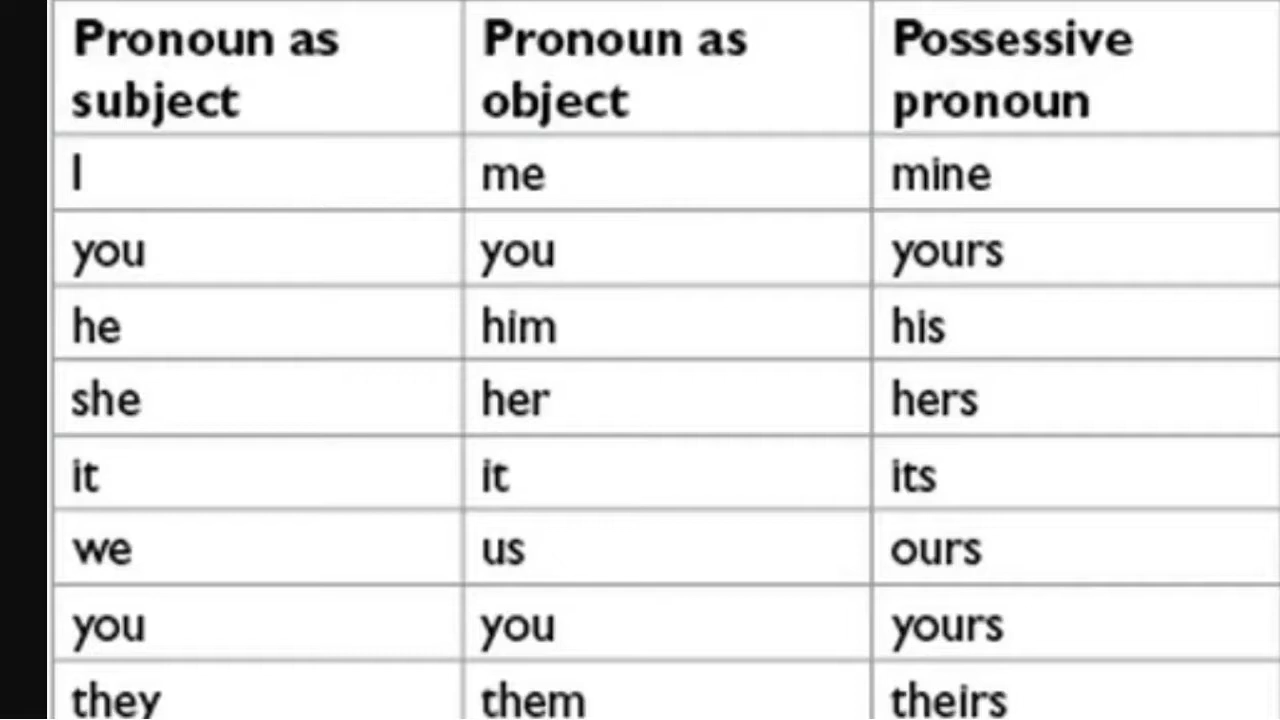 Pronoun as subject	Pronoun as object	Possessive pronoun
I	me	mine
you	you	yours
he	him	his
she	her	hers
it	it	its
we	us	ours
you	you	yours
they	them	theirs